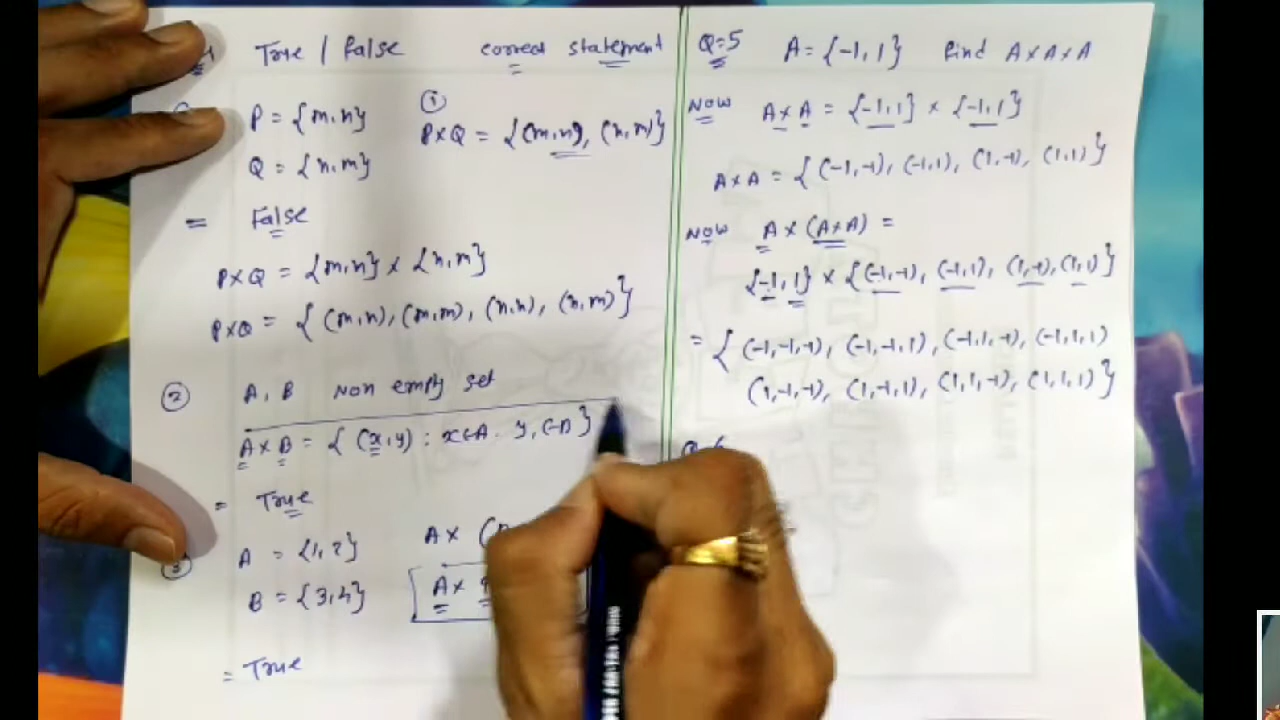 True / False correct statement
① P = {m,n} P×Q = {(m,n), (n,m)}
Q = {n,m}
= False
P×Q = {m,n} × {n,m}
P×Q = { (m,n), (m,m), (n,n), (n,m) }
② A, B Non empty set
A×B = { (x,y) : x∈A
= True
A = {1,2} A×
B = {3,4} A×
= True
Q=5 A = {-1,1} Find A×A×A
Now A×A = {-1,1} × {-1,1}
A×A = { (-1,-1), (-1,1), (1,-1), (1,1) }
Now A×(A×A) =
{-1,1} × {(-1,-1), (-1,1), (1,-1), (1,1)}
= { (-1,-1,-1), (-1,-1,1), (-1,1,-1), (-1,1,1)
(1,-1,-1), (1,-1,1), (1,1,-1), (1,1,1) }